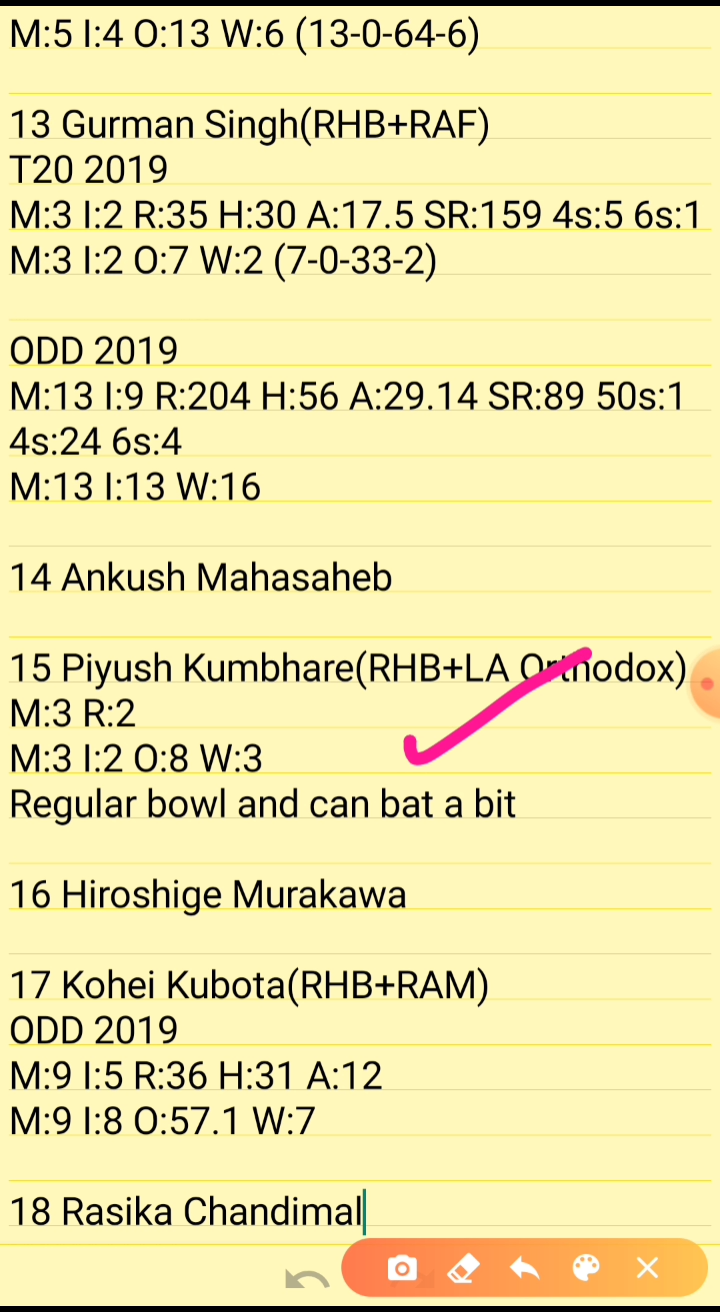 M:5 I:4 O:13 W:6 (13-0-64-6)
13 Gurman Singh(RHB+RAF)
T20 2019
M:3 I:2 R:35 H:30 A:17.5 SR:159 4s:5 6s:1
M:3 I:2 O:7 W:2 (7-0-33-2)
ODD 2019
M:13 I:9 R:204 H:56 A:29.14 SR:89 50s:1
4s:24 6s:4
M:13 I:13 W:16
14 Ankush Mahasaheb
15 Piyush Kumbhare(RHB+LA Orthodox)
M:3 R:2
M:3 I:2 O:8 W:3
Regular bowl and can bat a bit
16 Hiroshige Murakawa
17 Kohei Kubota(RHB+RAM)
ODD 2019
M:9 I:5 R:36 H:31 A:12
M:9 I:8 O:57.1 W:7
18 Rasika Chandimal